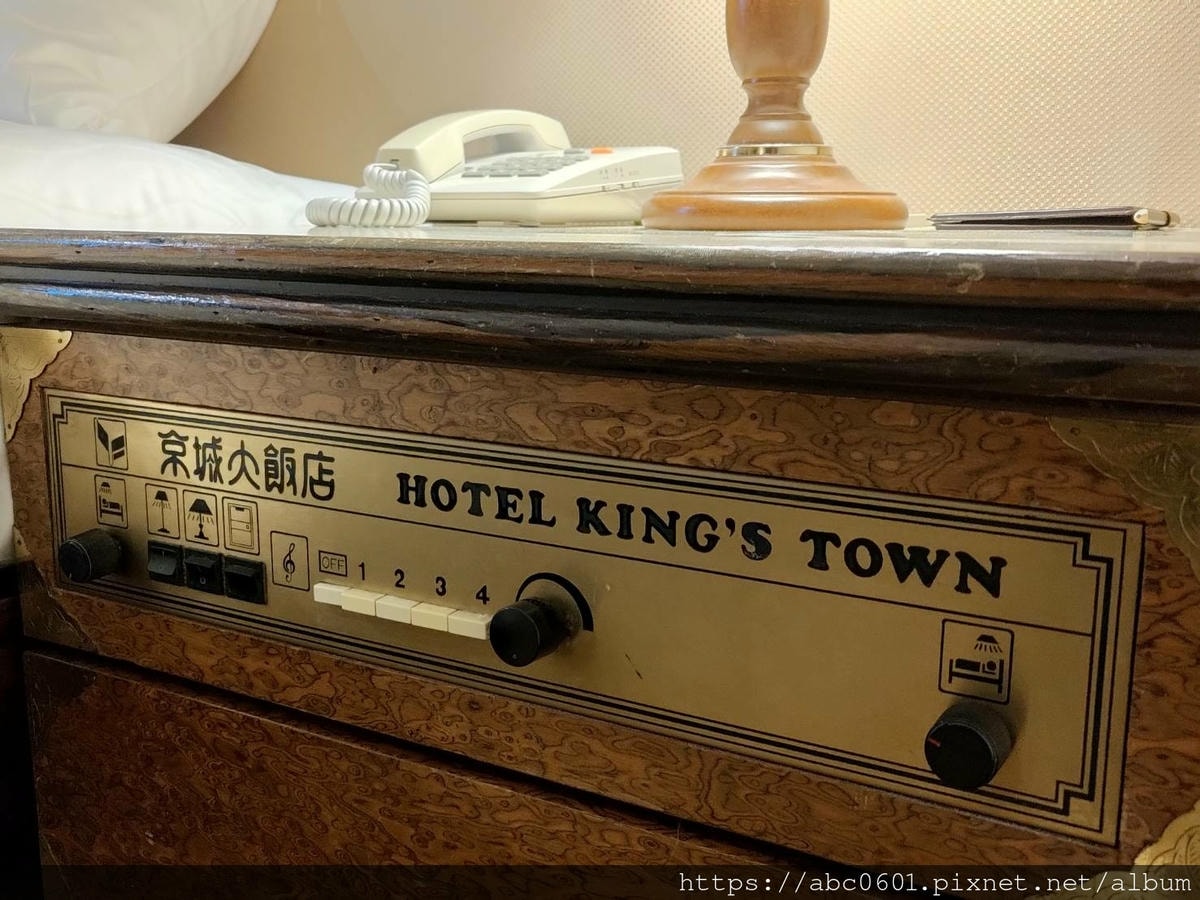 京城大飯店 HOTEL KING'S TOWN
OFF 1 2 3 4
https://abc0601.pixnet.net/album